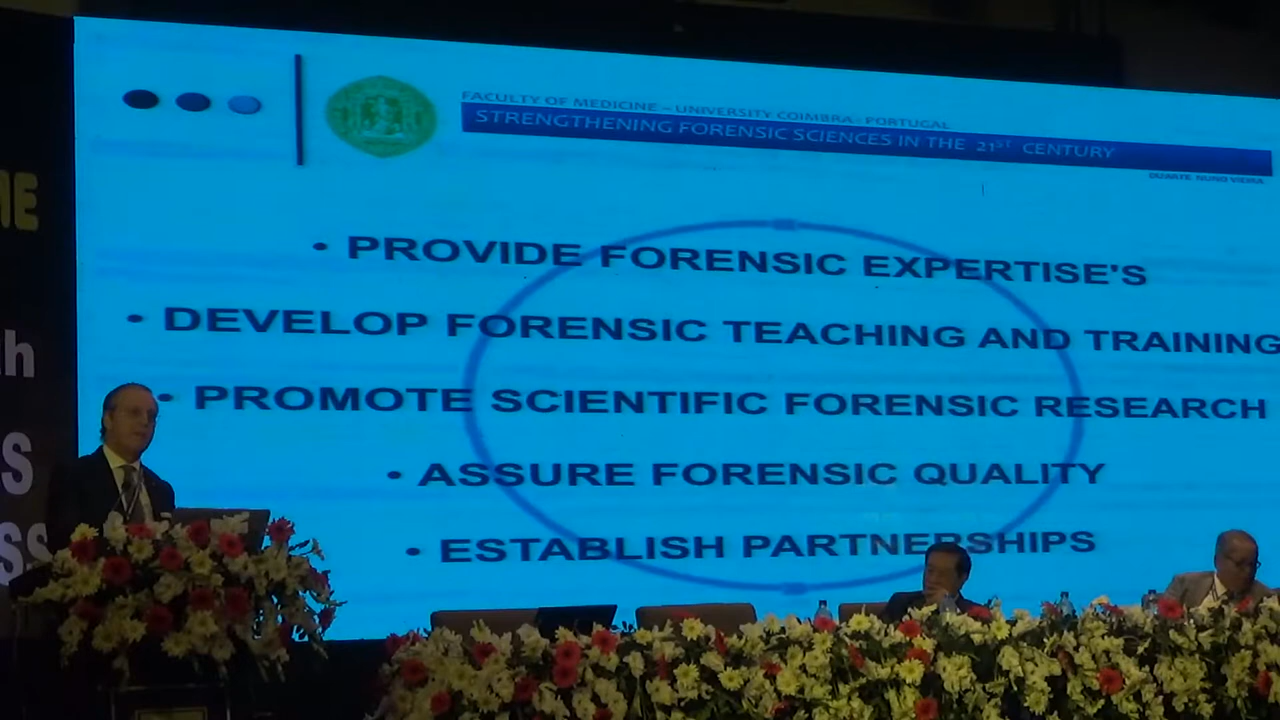 FACULTY OF MEDICINE – UNIVERSITY COIMBRA - PORTUGAL
STRENGTHENING FORENSIC SCIENCES IN THE 21ST CENTURY
DUARTE NUNO VIEIRA
• PROVIDE FORENSIC EXPERTISE'S
• DEVELOP FORENSIC TEACHING AND TRAINING
• PROMOTE SCIENTIFIC FORENSIC RESEARCH
• ASSURE FORENSIC QUALITY
• ESTABLISH PARTNERSHIPS